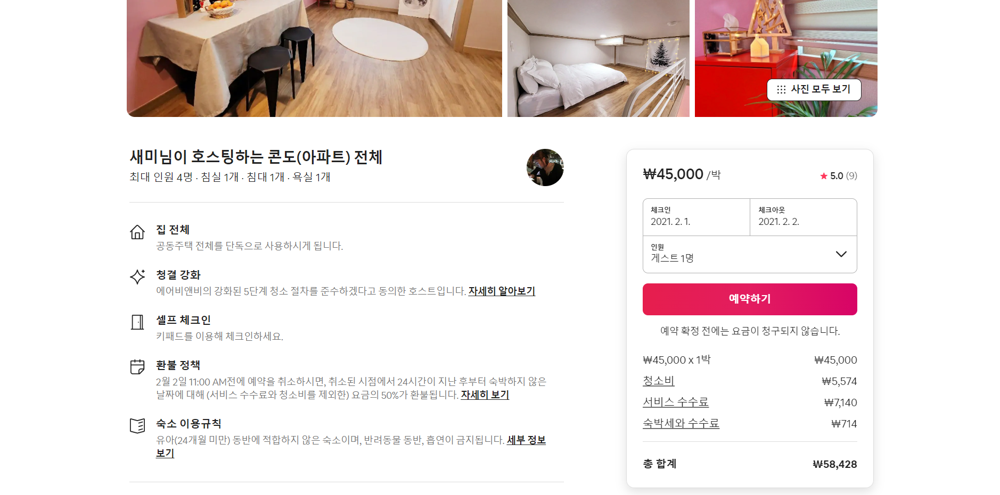 사진 모두 보기
새미님이 호스팅하는 콘도(아파트) 전체
최대 인원 4명 · 침실 1개 · 침대 1개 · 욕실 1개
집 전체
공동주택 전체를 단독으로 사용하시게 됩니다.
청결 강화
에어비앤비의 강화된 5단계 청소 절차를 준수하겠다고 동의한 호스트입니다. 자세히 알아보기
셀프 체크인
키패드를 이용해 체크인하세요.
환불 정책
2월 2일 11:00 AM전에 예약을 취소하시면, 취소된 시점에서 24시간이 지난 후부터 숙박하지 않은
날짜에 대해 (서비스 수수료와 청소비를 제외한) 요금의 50%가 환불됩니다. 자세히 보기
숙소 이용규칙
유아(24개월 미만) 동반에 적합하지 않은 숙소이며, 반려동물 동반, 흡연이 금지됩니다. 세부 정보
보기
₩45,000 /박
★ 5.0 (9)
체크인
2021. 2. 1.
체크아웃
2021. 2. 2.
인원
게스트 1명
예약하기
예약 확정 전에는 요금이 청구되지 않습니다.
₩45,000 x 1박 ₩45,000
청소비 ₩5,574
서비스 수수료 ₩7,140
숙박세와 수수료 ₩714
총 합계 ₩58,428